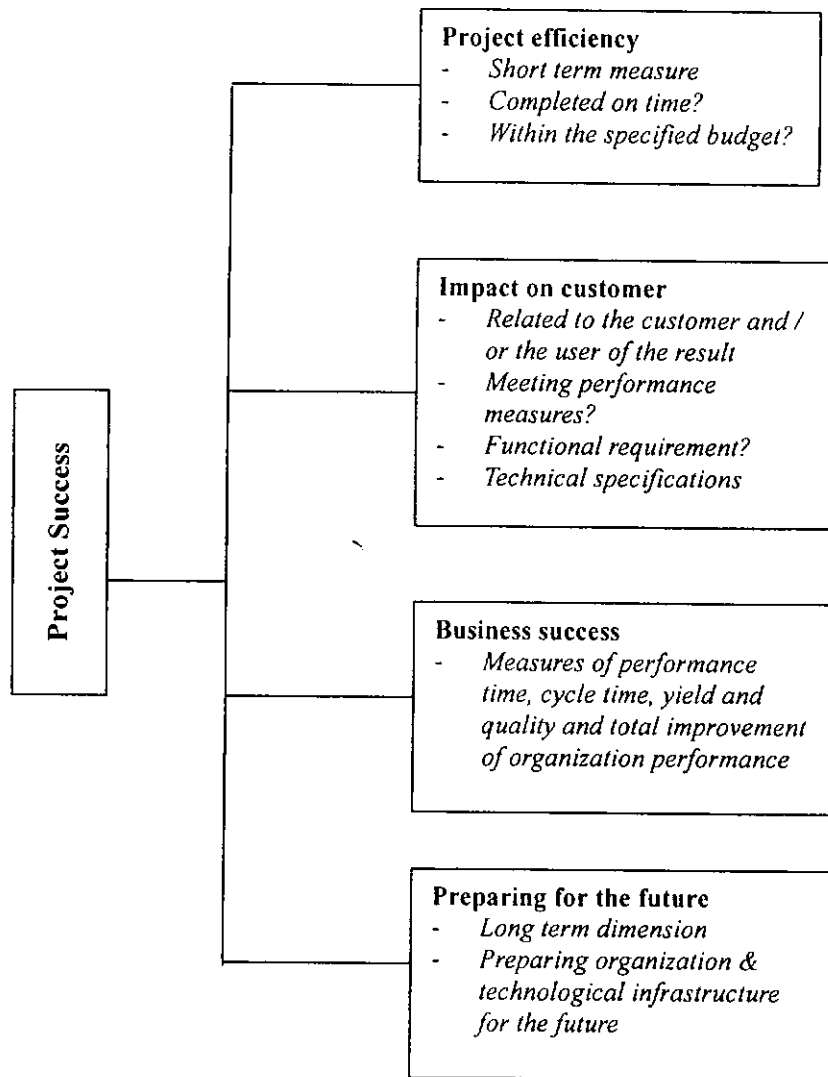 Project efficiency
- Short term measure
- Completed on time?
- Within the specified budget?
Impact on customer
- Related to the customer and /
or the user of the result
- Meeting performance
measures?
- Functional requirement?
- Technical specifications
Project Success
Business success
- Measures of performance
time, cycle time, yield and
quality and total improvement
of organization performance
Preparing for the future
- Long term dimension
- Preparing organization &
technological infrastructure
for the future